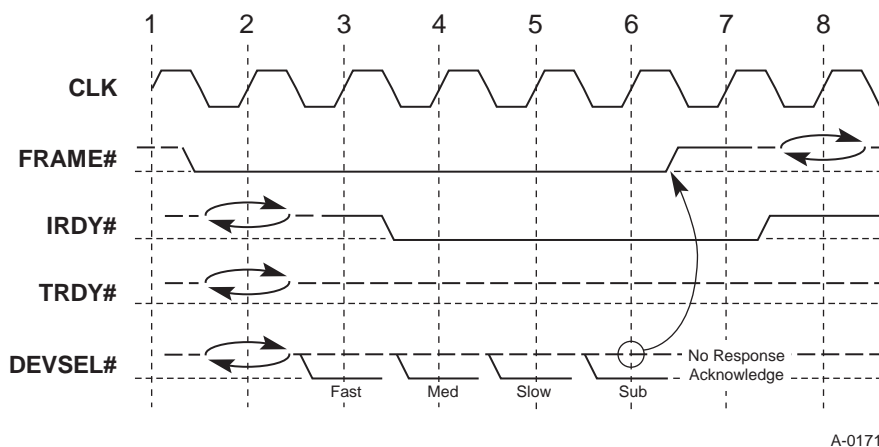 1 2 3 4 5 6 7 8
CLK
FRAME#
IRDY#
TRDY#
DEVSEL#
No Response
Acknowledge
Fast Med Slow Sub
A-0171